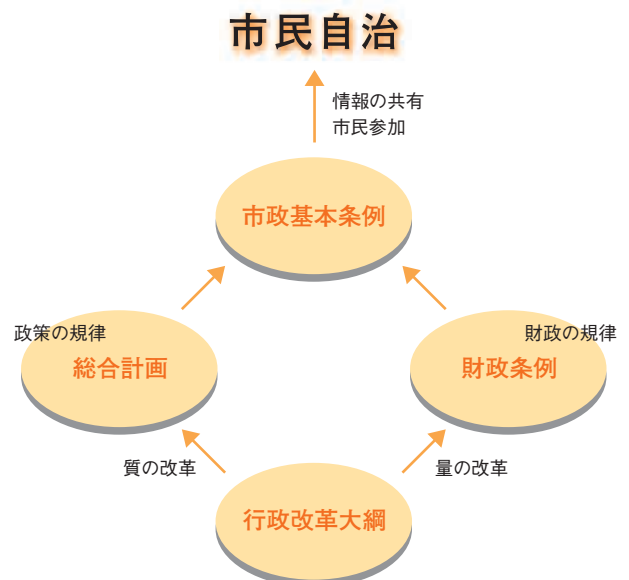 市民自治
情報の共有
市民参加
市政基本条例
政策の規律
総合計画
財政の規律
財政条例
質の改革
量の改革
行政改革大綱